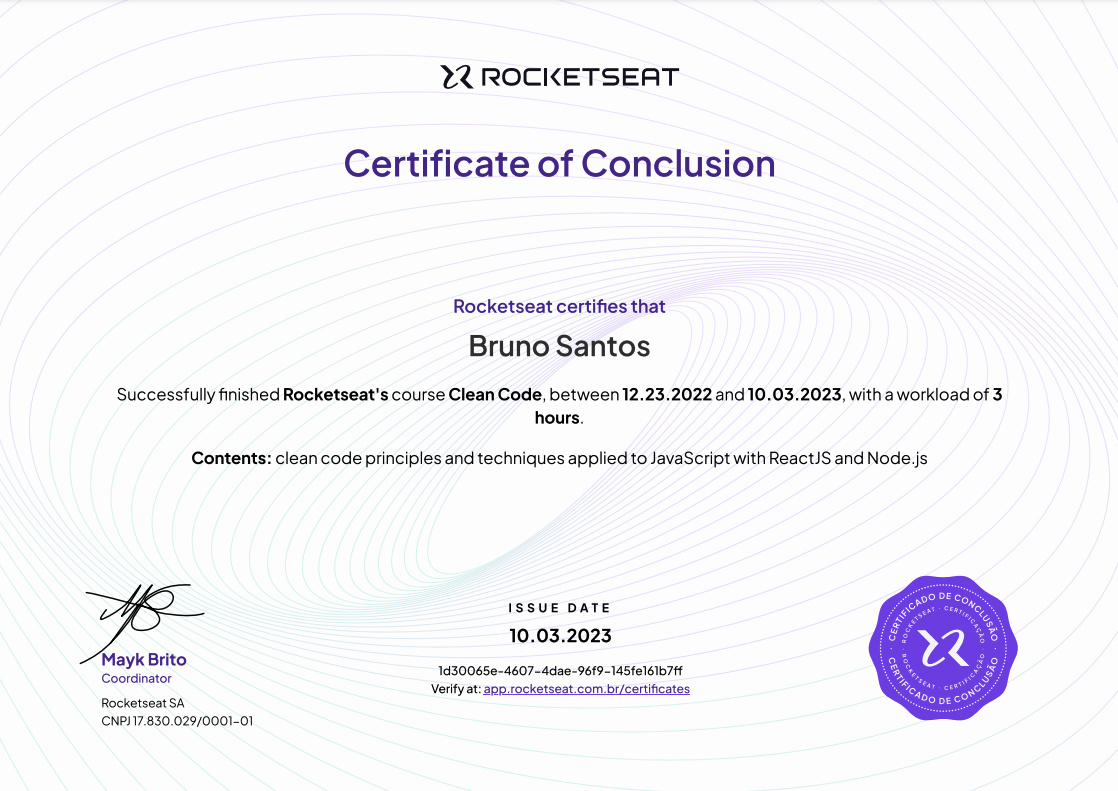 ROCKETSEAT
Certificate of Conclusion
Rocketseat certifies that
Bruno Santos
Successfully finished Rocketseat's course Clean Code, between 12.23.2022 and 10.03.2023, with a workload of 3
hours.
Contents: clean code principles and techniques applied to JavaScript with ReactJS and Node.js
Mayk Brito
Coordinator
Rocketseat SA
CNPJ 17.830.029/0001-01
ISSUE DATE
10.03.2023
1d30065e-4607-4dae-96f9-145fe161b7ff
Verify at: app.rocketseat.com.br/certificates
CERTIFICADO DE CONCLUSÃO
ROCKETSEAT · CERTIFICAÇÃO
ROCKETSEAT · CERTIFICAÇÃO
CERTIFICADO DE CONCLUSÃO